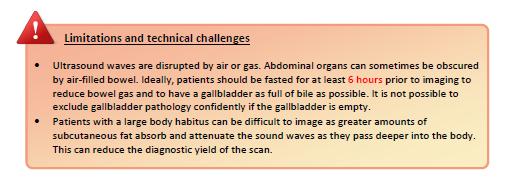 Limitations and technical challenges
• Ultrasound waves are disrupted by air or gas. Abdominal organs can sometimes be obscured
by air-filled bowel. Ideally, patients should be fasted for at least 6 hours prior to imaging to
reduce bowel gas and to have a gallbladder as full of bile as possible. It is not possible to
exclude gallbladder pathology confidently if the gallbladder is empty.
• Patients with a large body habitus can be difficult to image as greater amounts of
subcutaneous fat absorb and attenuate the sound waves as they pass deeper into the body.
This can reduce the diagnostic yield of the scan.